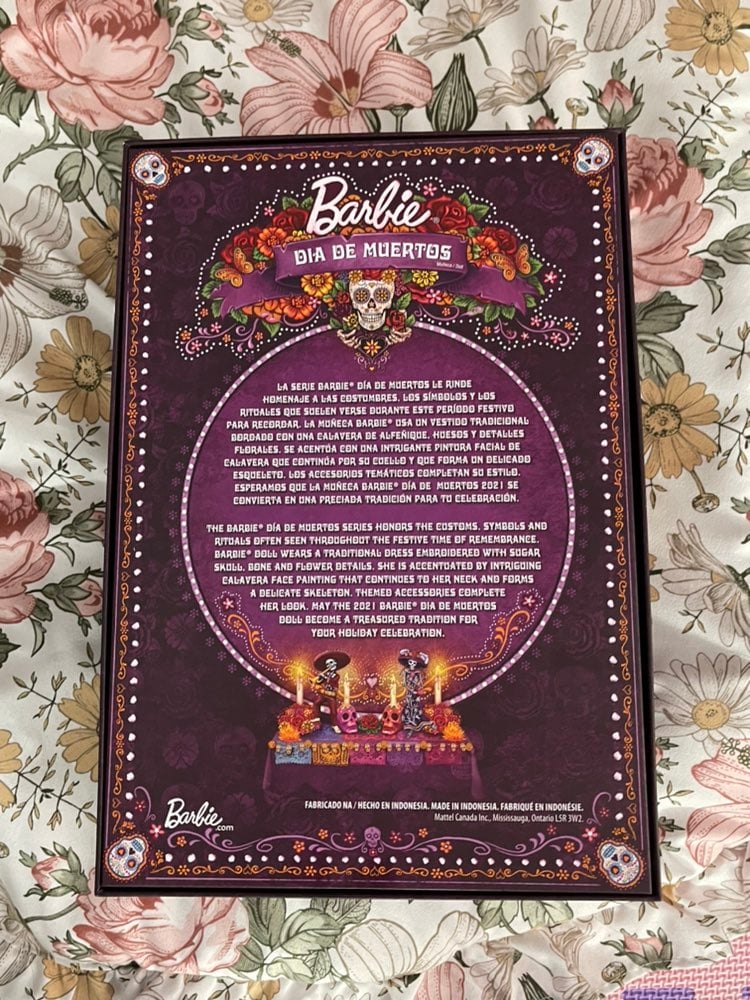 Barbie®
DIA DE MUERTOS
Muñeca / Doll
LA SERIE BARBIE® DÍA DE MUERTOS LE RINDE
HOMENAJE A LAS COSTUMBRES, LOS SÍMBOLOS Y LOS
RITUALES QUE SUELEN VERSE DURANTE ESTE PERÍODO FESTIVO
PARA RECORDAR. LA MUÑECA BARBIE® USA UN VESTIDO TRADICIONAL
BORDADO CON UNA CALAVERA DE ALFEÑIQUE, HUESOS Y DETALLES
FLORALES. SE ACENTÚA CON UNA INTRIGANTE PINTURA FACIAL DE
CALAVERA QUE CONTINÚA POR SU CUELLO Y QUE FORMA UN DELICADO
ESQUELETO. LOS ACCESORIOS TEMÁTICOS COMPLETAN SU ESTILO.
ESPERAMOS QUE LA MUÑECA BARBIE® DÍA DE MUERTOS 2021 SE
CONVIERTA EN UNA PRECIADA TRADICIÓN PARA TU CELEBRACIÓN.
THE BARBIE® DÍA DE MUERTOS SERIES HONORS THE CUSTOMS, SYMBOLS AND
RITUALS OFTEN SEEN THROUGHOUT THE FESTIVE TIME OF REMEMBRANCE.
BARBIE® DOLL WEARS A TRADITIONAL DRESS EMBROIDERED WITH SUGAR
SKULL, BONE AND FLOWER DETAILS. SHE IS ACCENTUATED BY INTRIGUING
CALAVERA FACE PAINTING THAT CONTINUES TO HER NECK AND FORMS
A DELICATE SKELETON. THEMED ACCESSORIES COMPLETE
HER LOOK. MAY THE 2021 BARBIE® DIA DE MUERTOS
DOLL BECOME A TREASURED TRADITION FOR
YOUR HOLIDAY CELEBRATION.
Barbie.com
FABRICADO NA / HECHO EN INDONESIA. MADE IN INDONESIA. FABRIQUÉ EN INDONÉSIE.
Mattel Canada Inc., Mississauga, Ontario L5R 3W2.